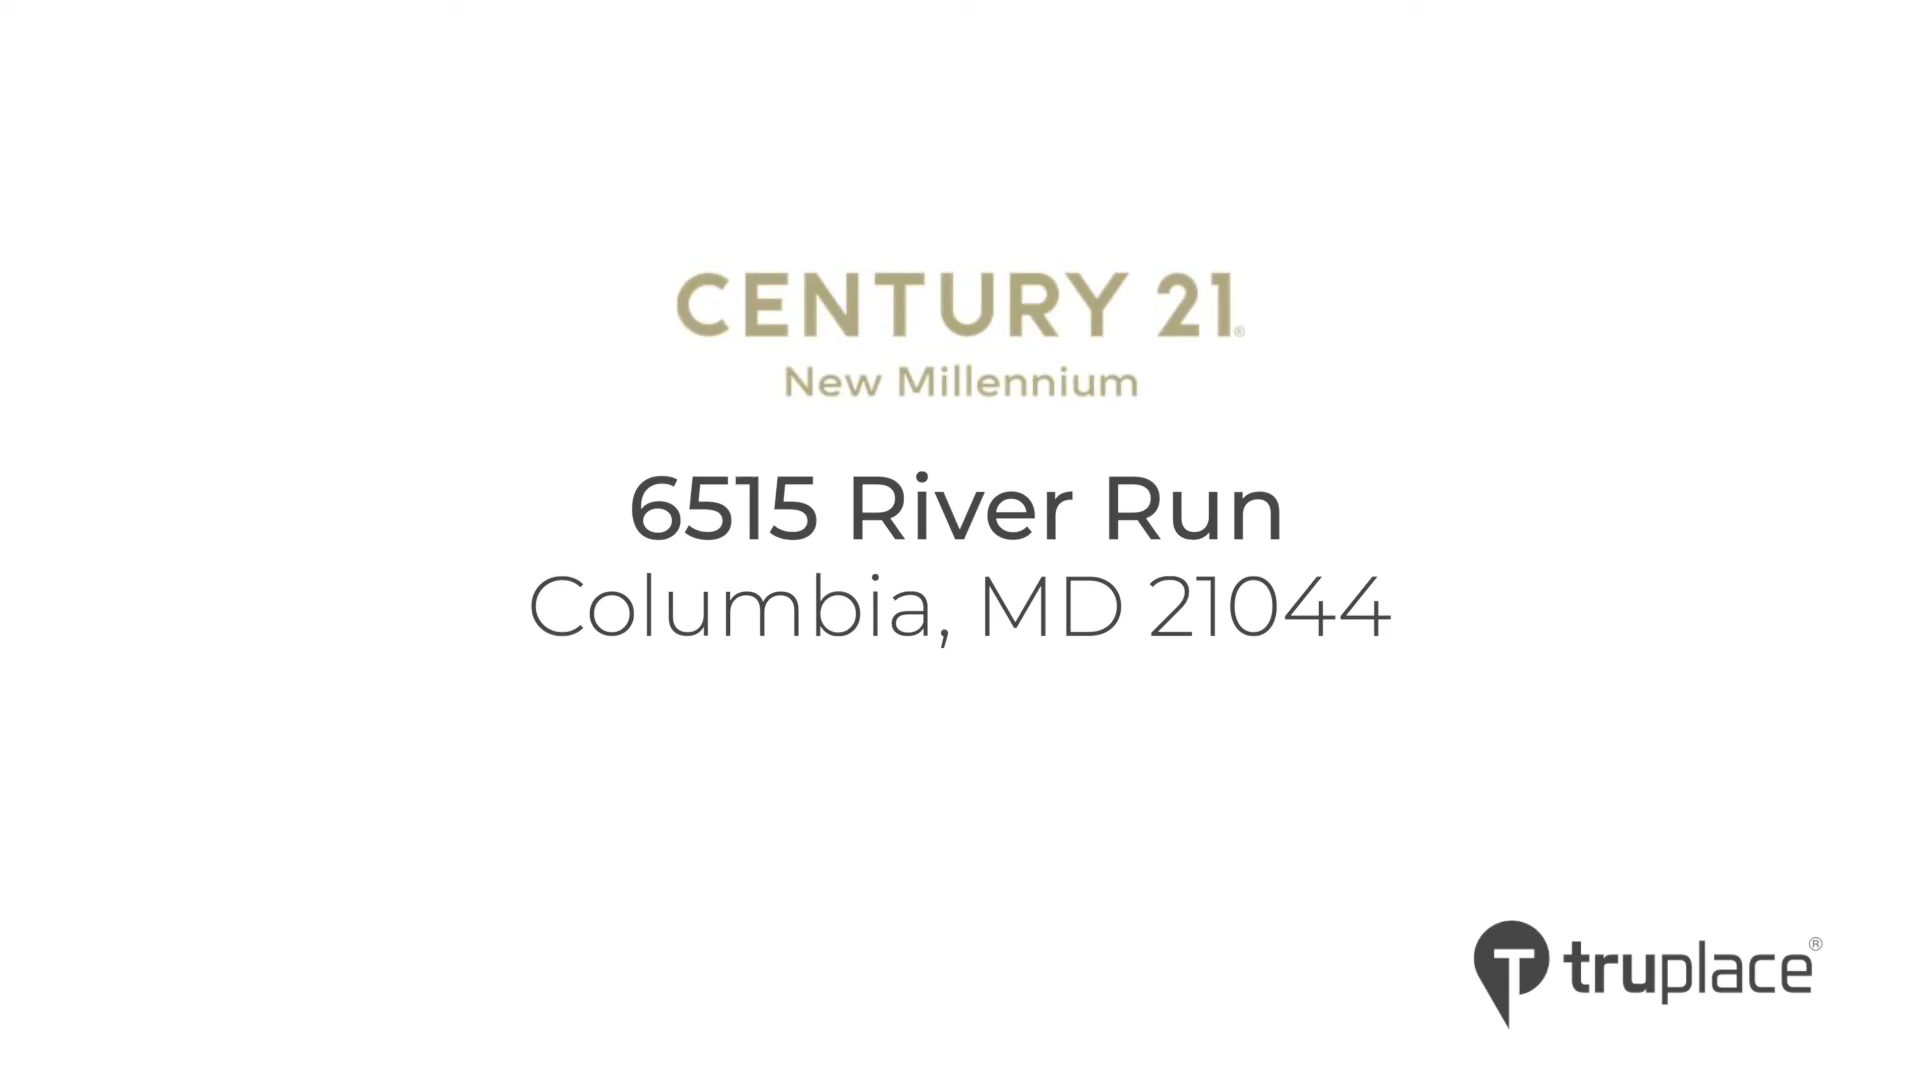 CENTURY 21®
New Millennium
6515 River Run
Columbia, MD 21044
truplace®